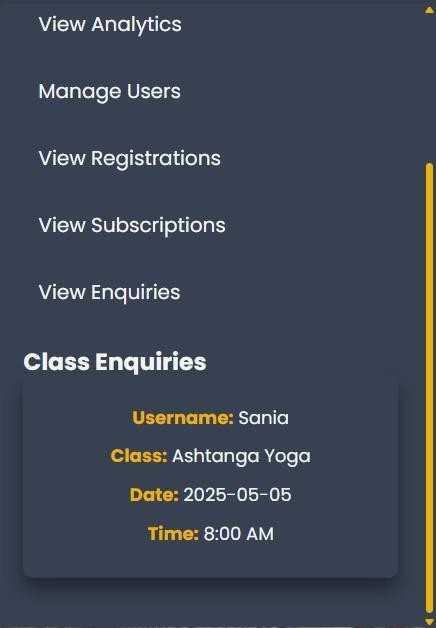 View Analytics
Manage Users
View Registrations
View Subscriptions
View Enquiries
Class Enquiries
Username: Sania
Class: Ashtanga Yoga
Date: 2025-05-05
Time: 8:00 AM